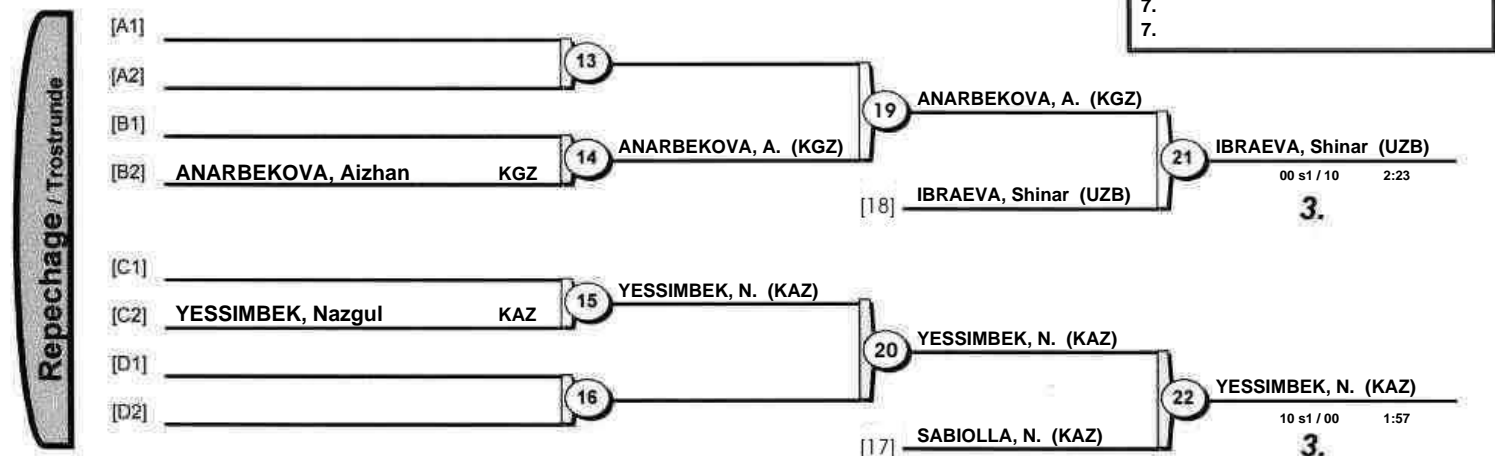 7.
7.
Repechage / Trostrunde
[A1]
13
[A2]
19
ANARBEKOVA, A. (KGZ)
[B1]
14
ANARBEKOVA, A. (KGZ)
21
IBRAEVA, Shinar (UZB)
[B2] ANARBEKOVA, Aizhan KGZ
00 s1 / 10 2:23
[18] IBRAEVA, Shinar (UZB)
3.
[C1]
15
YESSIMBEK, N. (KAZ)
[C2] YESSIMBEK, Nazgul KAZ
20
YESSIMBEK, N. (KAZ)
[D1]
16
22
YESSIMBEK, N. (KAZ)
[D2]
10 s1 / 00 1:57
[17] SABIOLLA, N. (KAZ)
3.